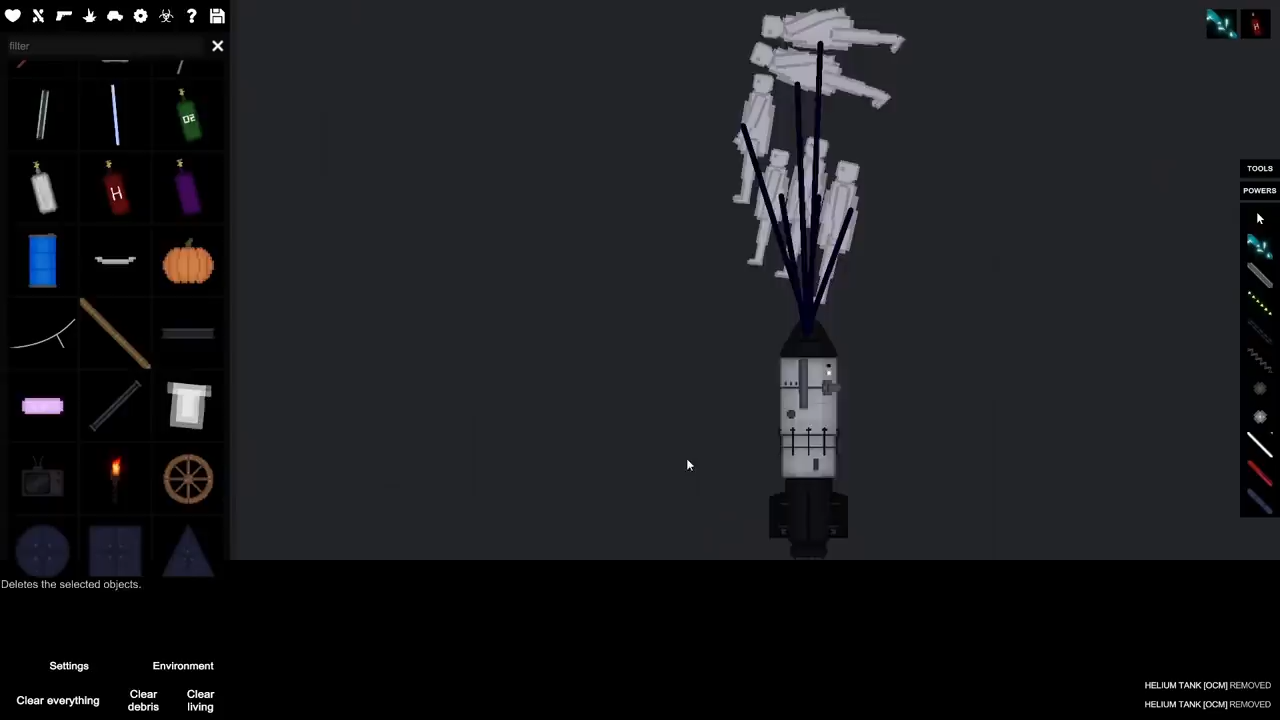 filter
O2
H
TOOLS
POWERS
Deletes the selected objects.
Settings
Environment
Clear everything
Clear
debris
Clear
living
HELIUM TANK [OCM] REMOVED
HELIUM TANK [OCM] REMOVED